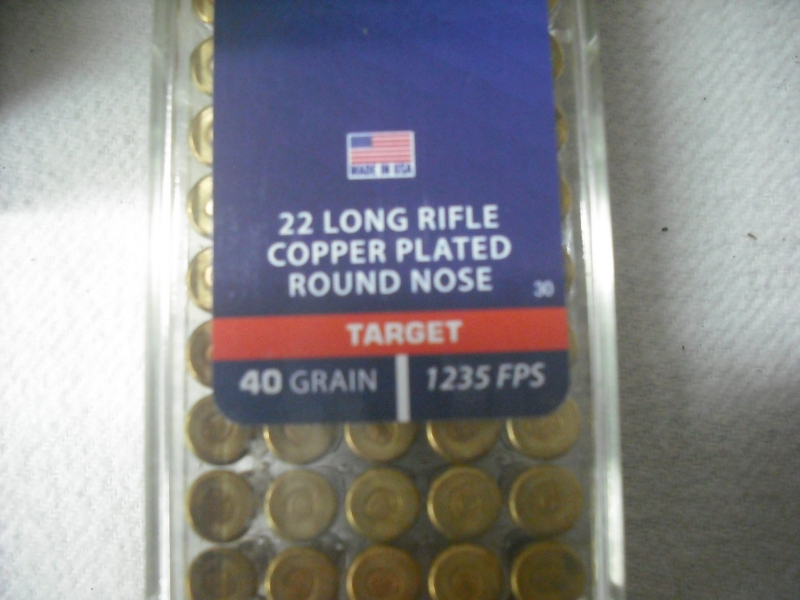 MADE IN USA
22 LONG RIFLE
COPPER PLATED
ROUND NOSE
30
TARGET
40 GRAIN 1235 FPS